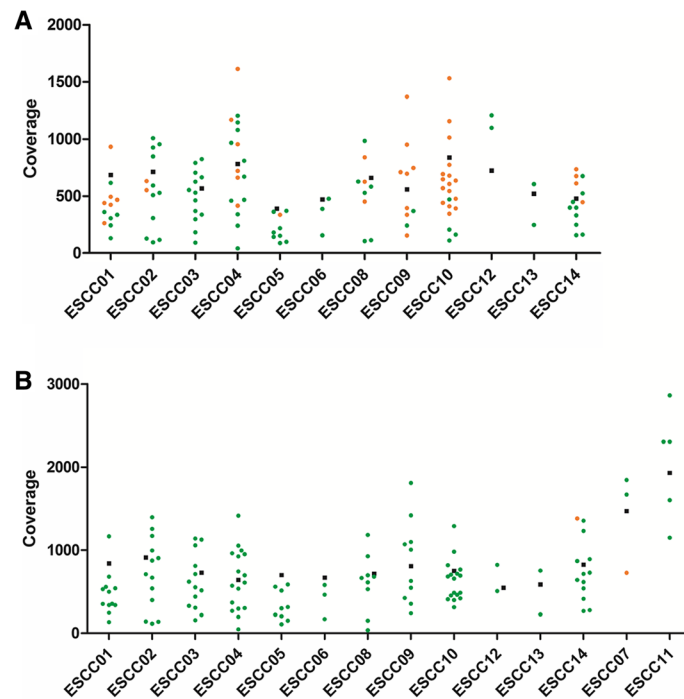 A
2000
1500
1000
500
0
Coverage
ESCC01 ESCC02 ESCC03 ESCC04 ESCC05 ESCC06 ESCC08 ESCC09 ESCC10 ESCC12 ESCC13 ESCC14
B
3000
2000
1000
0
Coverage
ESCC01 ESCC02 ESCC03 ESCC04 ESCC05 ESCC06 ESCC08 ESCC09 ESCC10 ESCC12 ESCC13 ESCC14 ESCC07 ESCC11